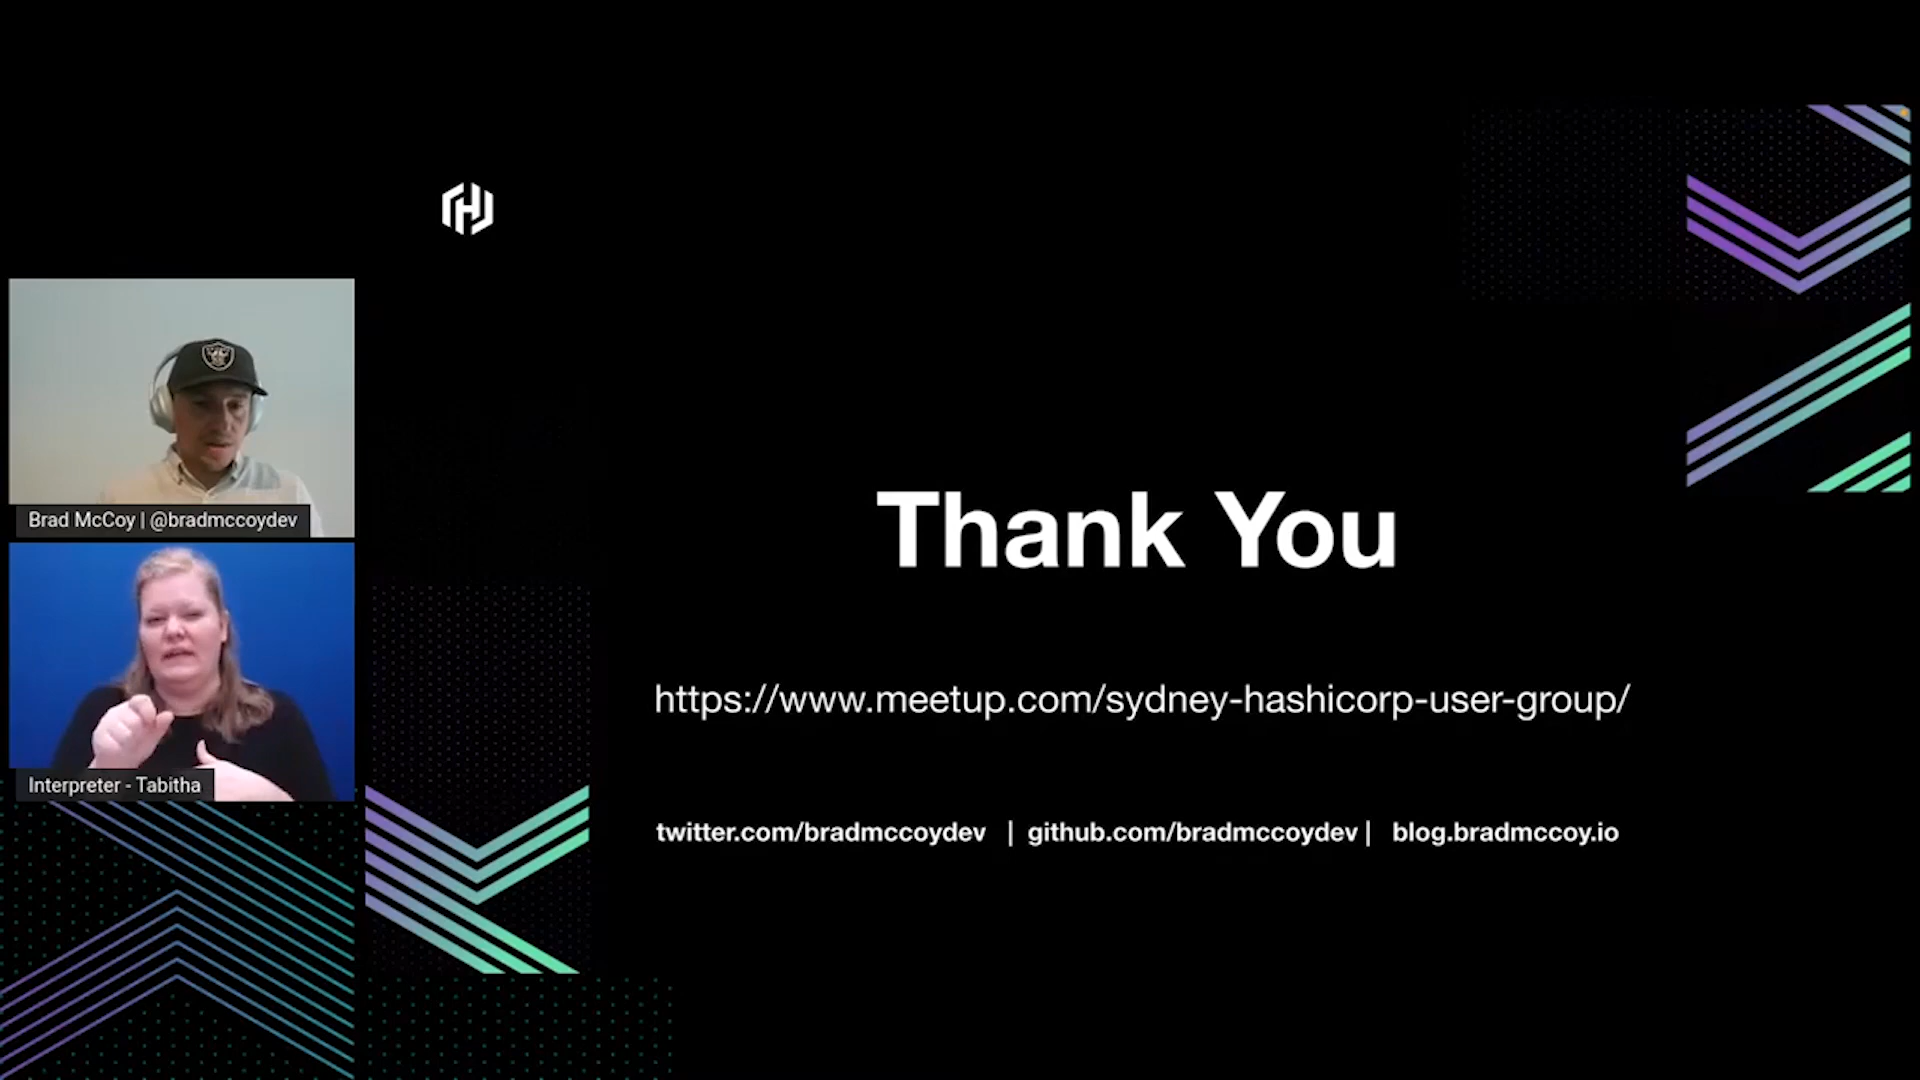 Brad McCoy | @bradmccoydev
Interpreter - Tabitha
Thank You
https://www.meetup.com/sydney-hashicorp-user-group/
twitter.com/bradmccoydev | github.com/bradmccoydev | blog.bradmccoy.io